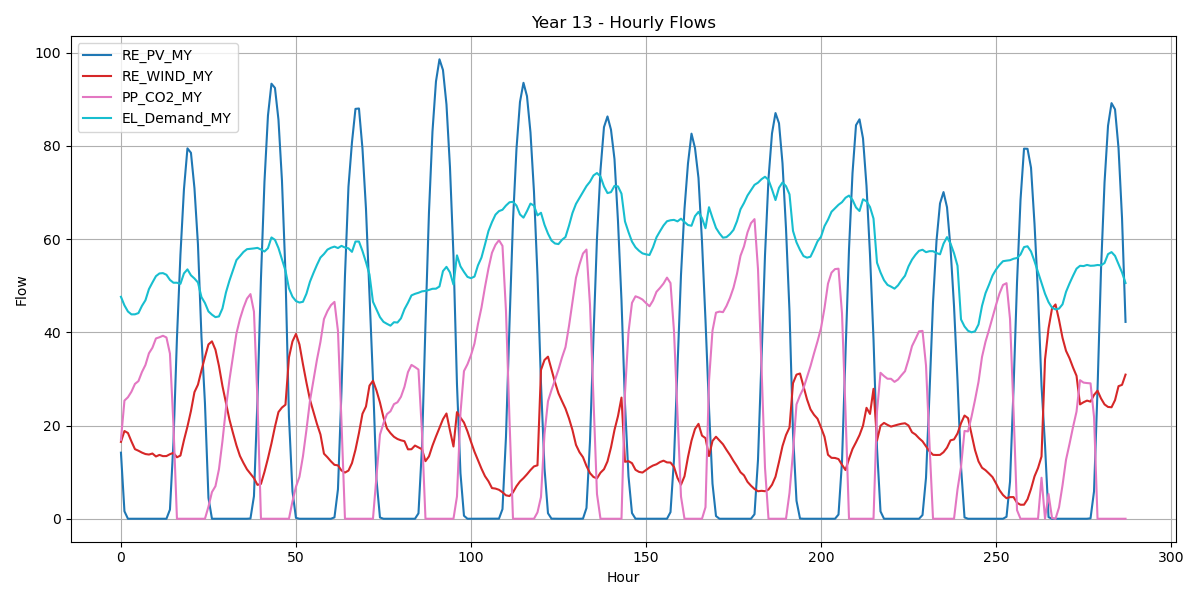 Year 13 - Hourly Flows
RE_PV_MY
RE_WIND_MY
PP_CO2_MY
EL_Demand_MY
Flow
100
80
60
40
20
0
0 50 100 150 200 250 300
Hour